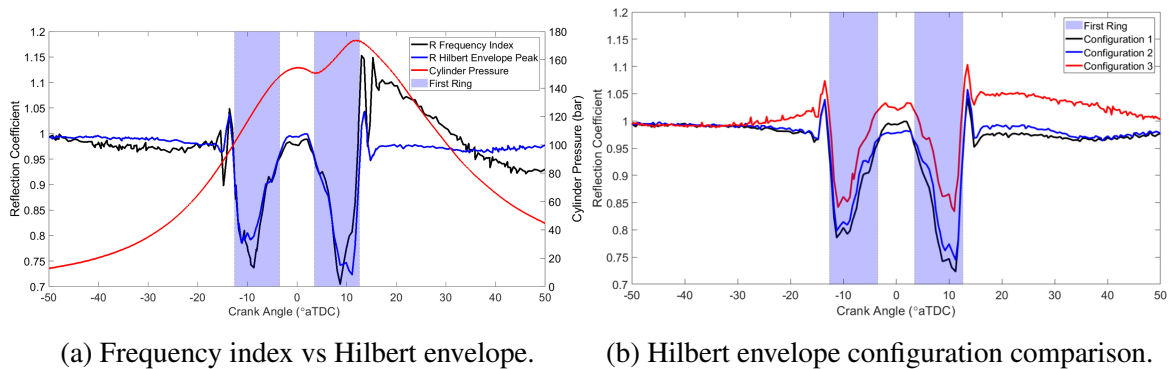 1.2
1.15
1.1
1.05
1
0.95
0.9
0.85
0.8
0.75
0.7
Reflection Coefficient
R Frequency Index
R Hilbert Envelope Peak
Cylinder Pressure
First Ring
180
160
140
120
100
80
60
40
20
0
Cylinder Pressure (bar)
-50 -40 -30 -20 -10 0 10 20 30 40 50
Crank Angle (°aTDC)
(a) Frequency index vs Hilbert envelope.
1.2
1.15
1.1
1.05
1
0.95
0.9
0.85
0.8
0.75
0.7
Reflection Coefficient
First Ring
Configuration 1
Configuration 2
Configuration 3
-50 -40 -30 -20 -10 0 10 20 30 40 50
Crank Angle (°aTDC)
(b) Hilbert envelope configuration comparison.